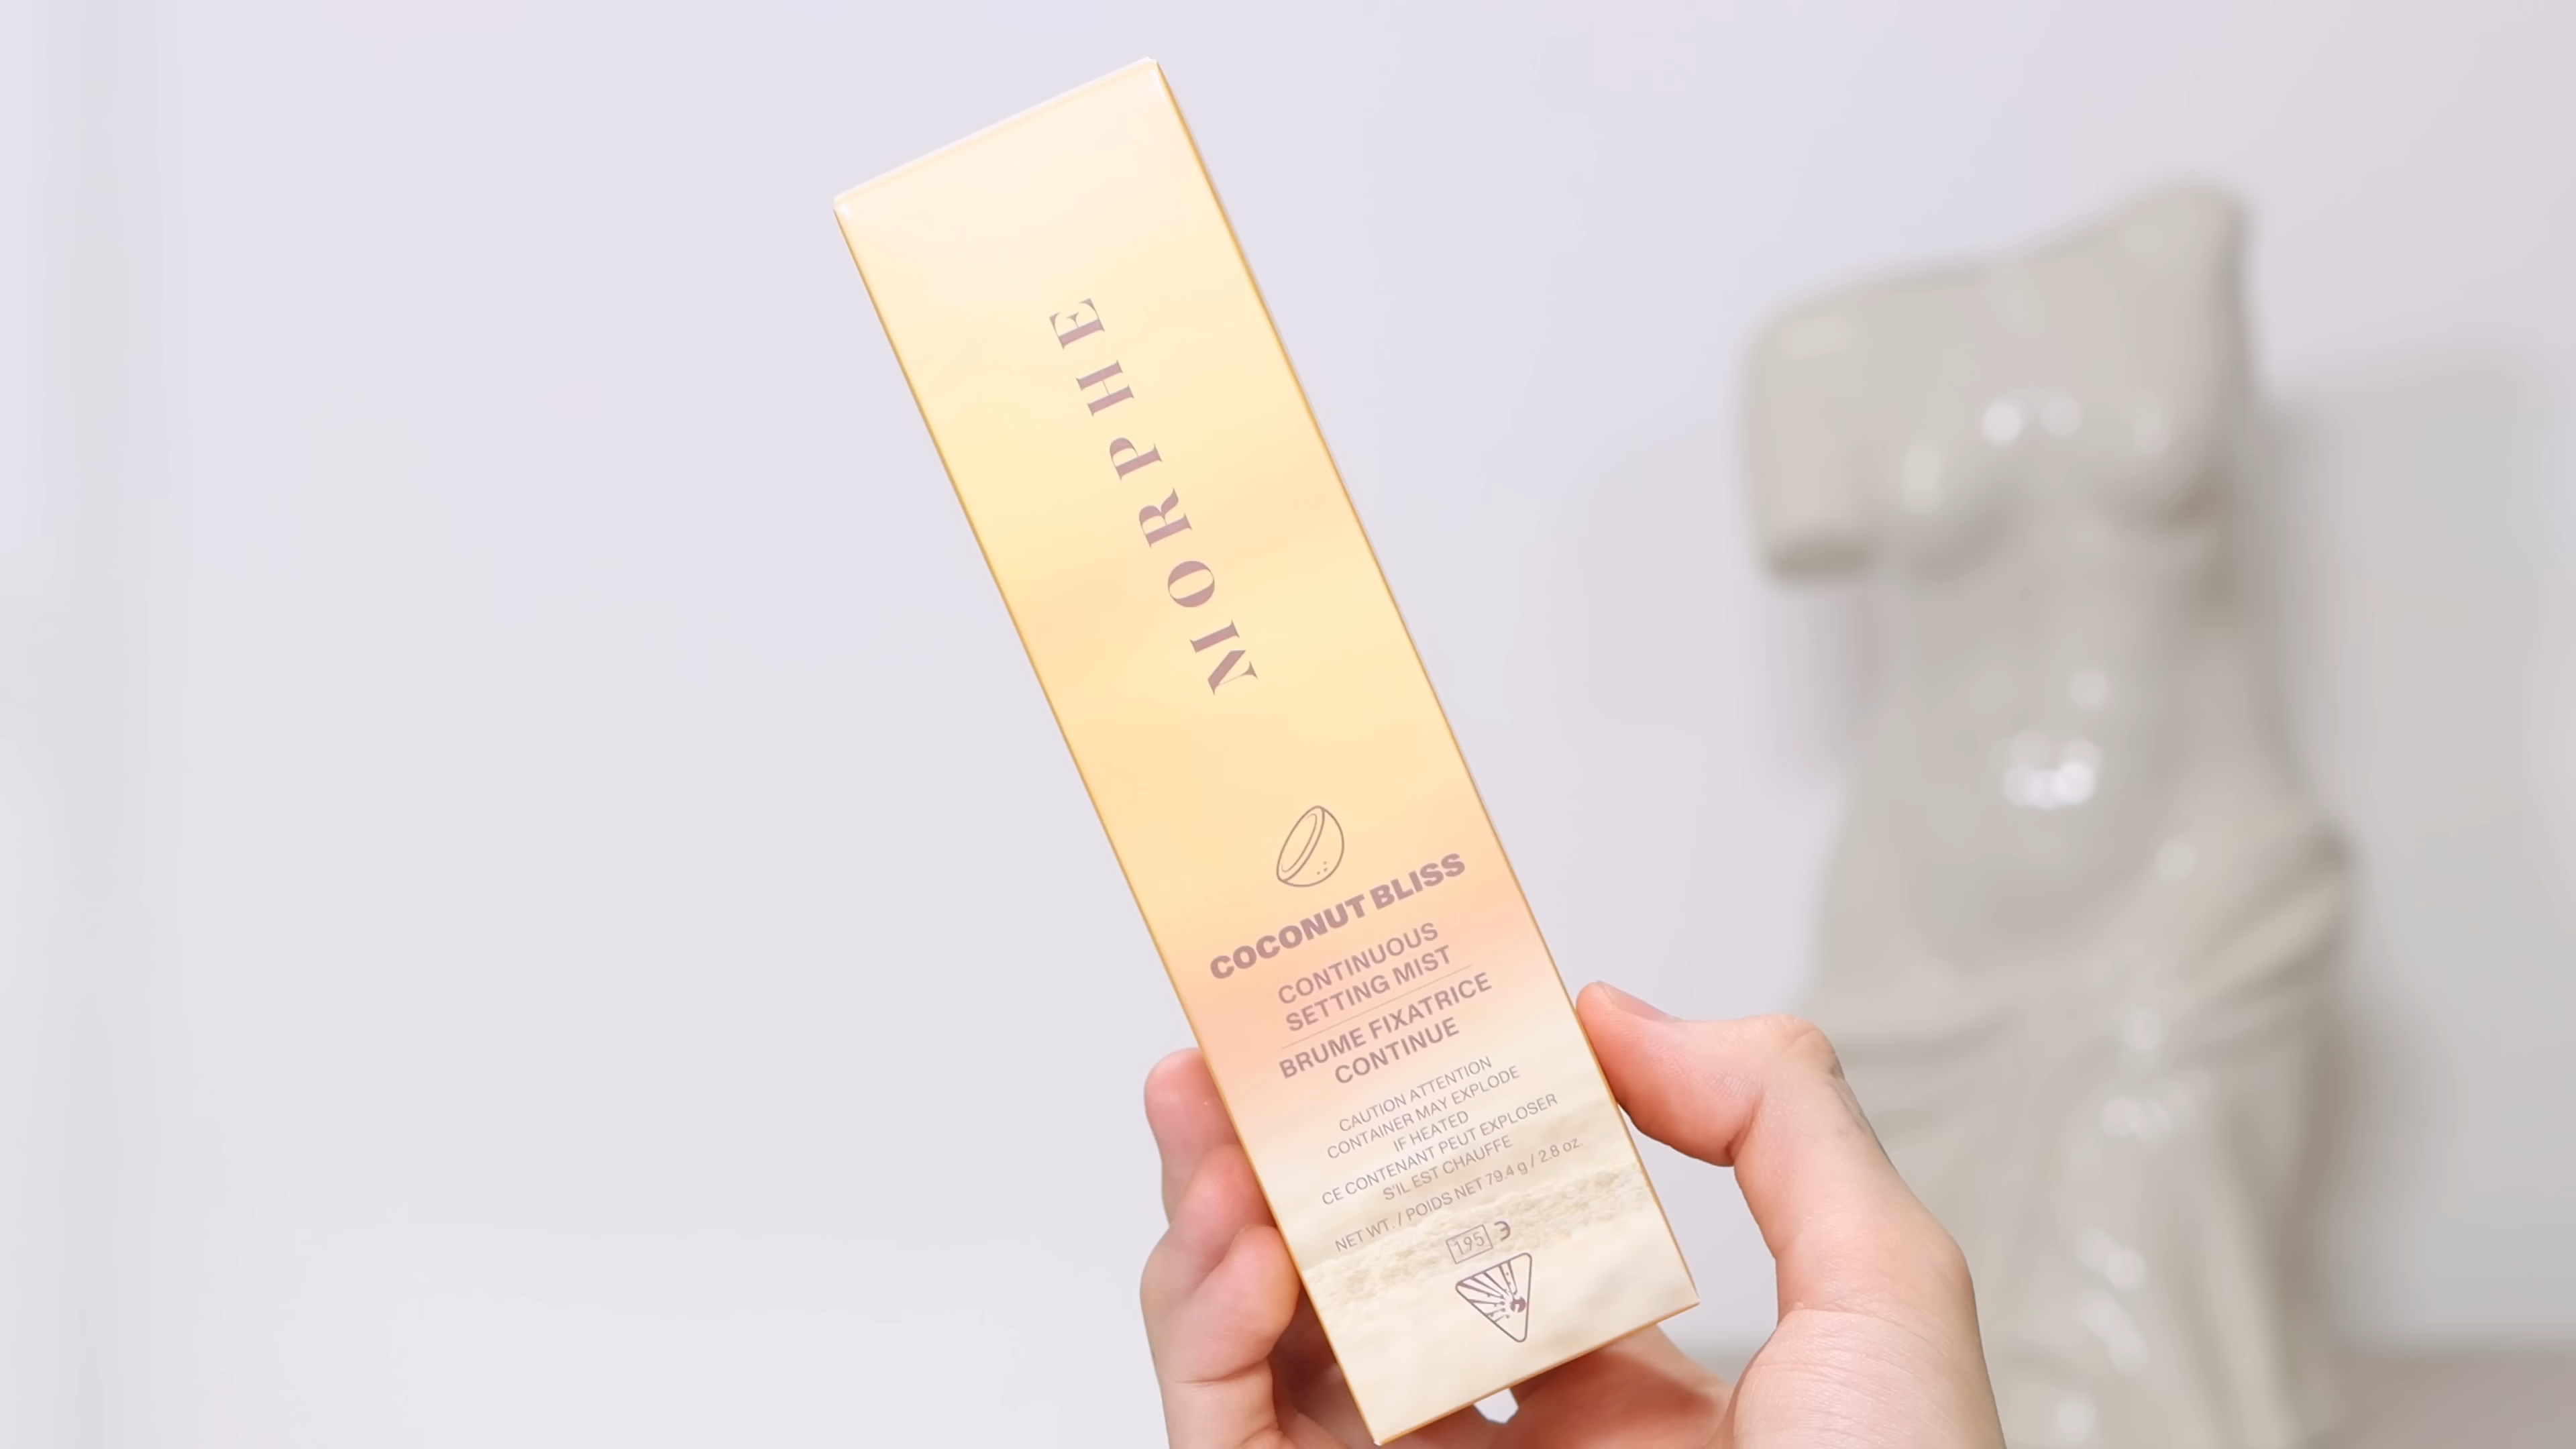 MORPHE
COCONUT BLISS
CONTINUOUS
SETTING MIST
BRUME FIXATRICE
CONTINUE
CAUTION ATTENTION
CONTAINER MAY EXPLODE
IF HEATED
CE CONTENANT PEUT EXPLOSER
S'IL EST CHAUFFE
NET WT. / POIDS NET 79.4 g / 2.8 oz.
195 3